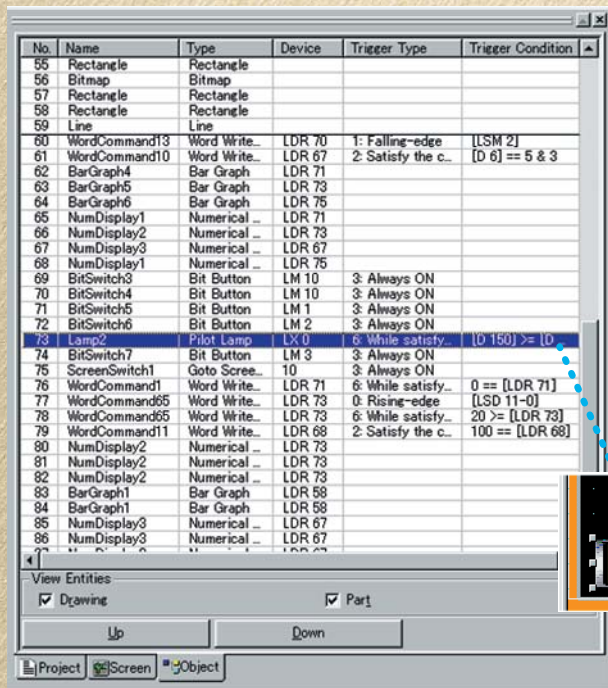 No. Name Type Device Trigger Type Trigger Condition
55 Rectangle Rectangle
56 Bitmap Bitmap
57 Rectangle Rectangle
58 Rectangle Rectangle
59 Line Line
60 WordCommand13 Word Write... LDR 70 1: Falling-edge [LSM 2]
61 WordCommand10 Word Write... LDR 67 2: Satisfy the c... [D 6] == 5 & 3
62 BarGraph4 Bar Graph LDR 71
63 BarGraph5 Bar Graph LDR 73
64 BarGraph6 Bar Graph LDR 75
65 NumDisplay1 Numerical ... LDR 71
66 NumDisplay2 Numerical ... LDR 73
67 NumDisplay3 Numerical ... LDR 67
68 NumDisplay1 Numerical ... LDR 75
69 BitSwitch3 Bit Button LM 10 3: Always ON
70 BitSwitch4 Bit Button LM 10 3: Always ON
71 BitSwitch5 Bit Button LM 1 3: Always ON
72 BitSwitch6 Bit Button LM 2 3: Always ON
73 Lamp2 Pilot Lamp LX 0 6: While satisfy... [D 150] >= [D
74 BitSwitch7 Bit Button LM 3 3: Always ON
75 ScreenSwitch1 Goto Scree... 10 3: Always ON
76 WordCommand1 Word Write... LDR 71 6: While satisfy... 0 == [LDR 71]
77 WordCommand65 Word Write... LDR 73 0: Rising-edge [LSD 11-0]
78 WordCommand65 Word Write... LDR 73 6: While satisfy... 20 >= [LDR 73]
79 WordCommand11 Word Write... LDR 68 2: Satisfy the c... 100 == [LDR 68]
80 NumDisplay2 Numerical ... LDR 73
81 NumDisplay2 Numerical ... LDR 73
82 NumDisplay2 Numerical ... LDR 73
83 BarGraph1 Bar Graph LDR 58
84 BarGraph1 Bar Graph LDR 58
85 NumDisplay3 Numerical ... LDR 67
86 NumDisplay3 Numerical ... LDR 67
View Entities
Drawing Part
Up Down
Project Screen Object